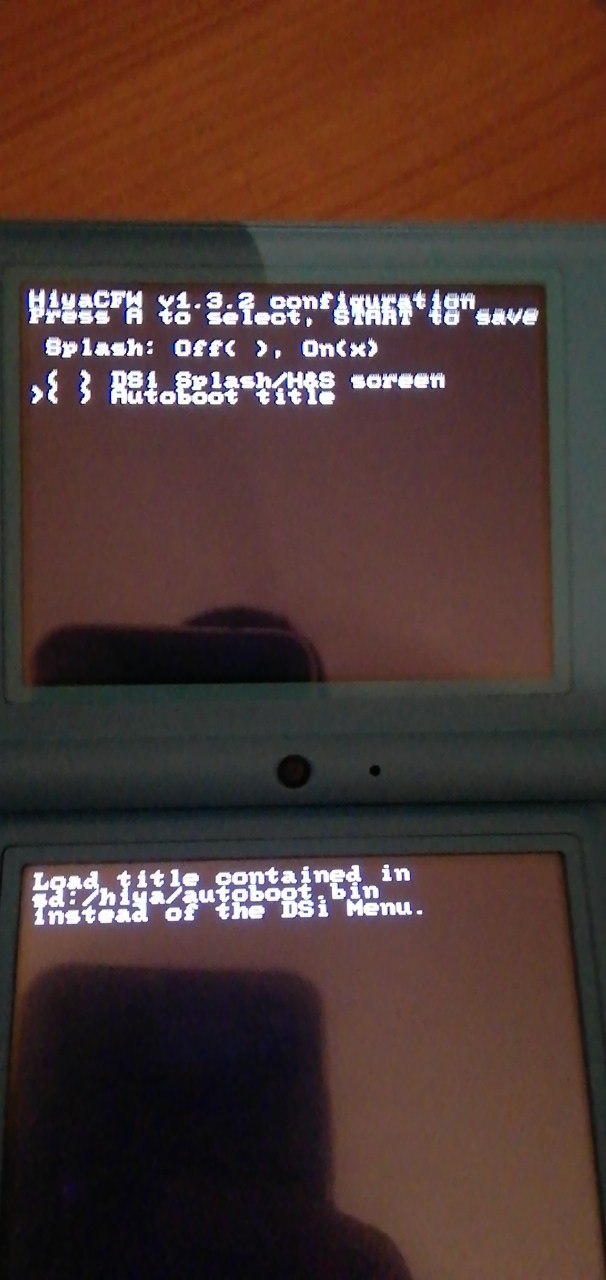 HiyaCFW v1.3.2 configuration
Press A to select, START to save
Splash: Off( ), On(x)
( ) DSi Splash/H&S screen
>( ) Autoboot title
Load title contained in
sd:/hiya/autoboot.bin
instead of the DSi Menu.